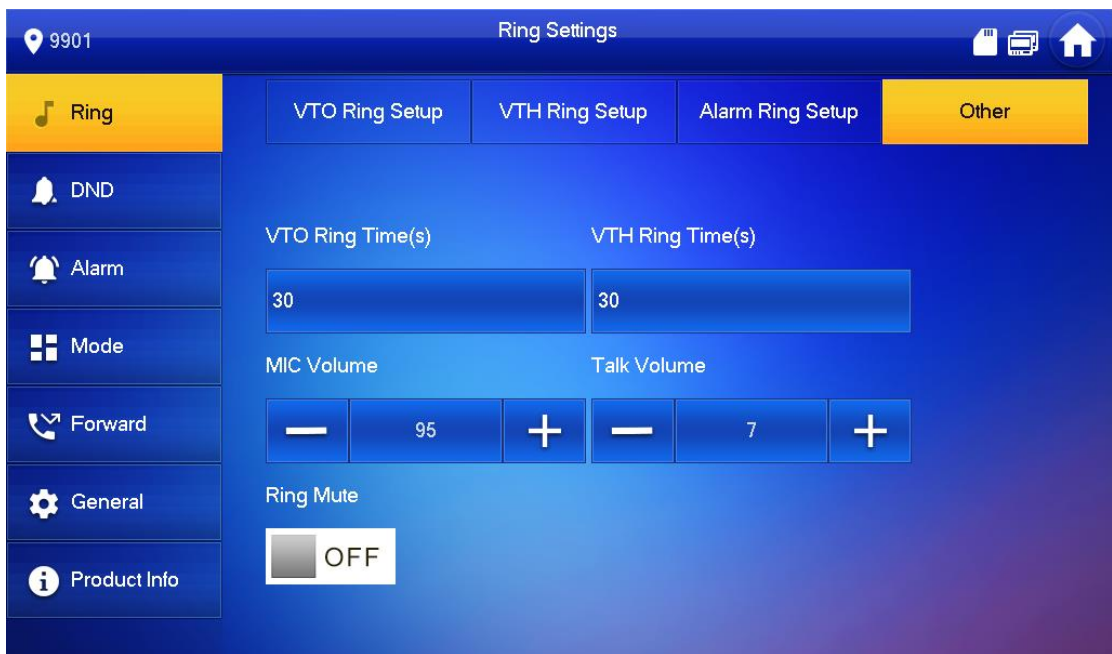 9901
Ring Settings
Ring
VTO Ring Setup
VTH Ring Setup
Alarm Ring Setup
Other
DND
Alarm
Mode
Forward
General
Product Info
VTO Ring Time(s)
VTH Ring Time(s)
30
30
MIC Volume
Talk Volume
95
7
Ring Mute
OFF